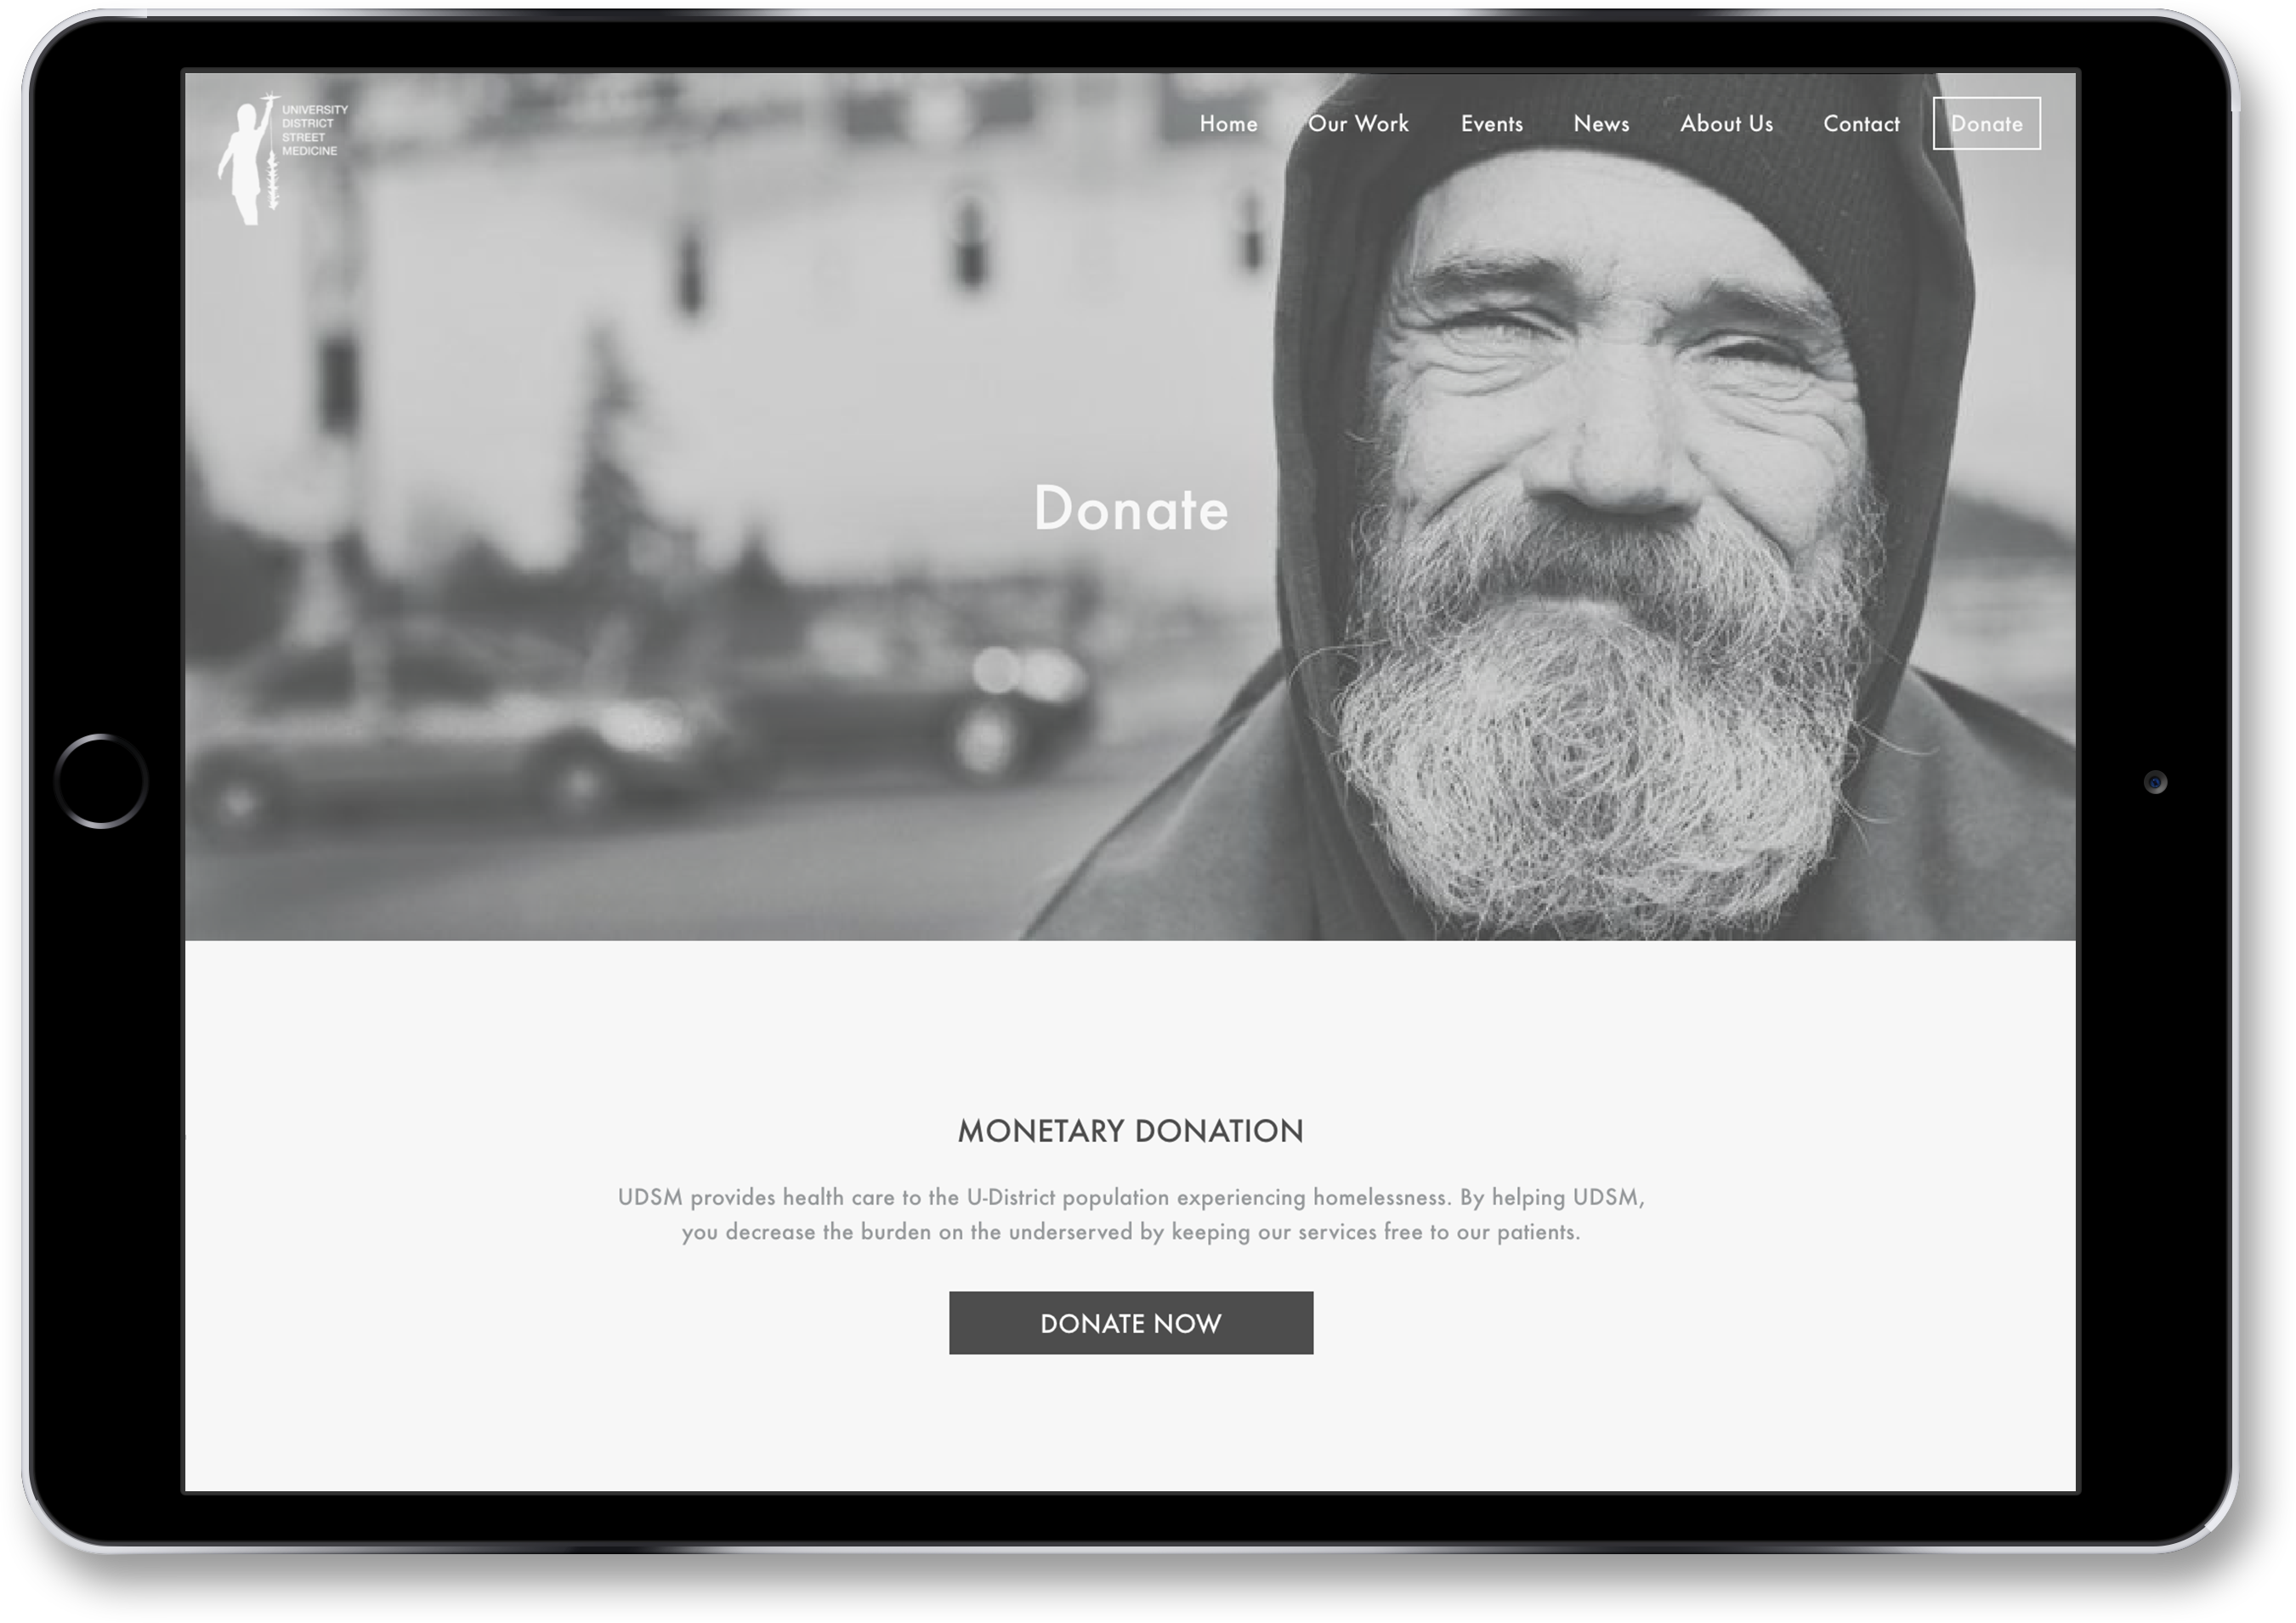 UNIVERSITY
DISTRICT
STREET
MEDICINE
Home Our Work Events News About Us Contact Donate
Donate
MONETARY DONATION
UDSM provides health care to the U-District population experiencing homelessness. By helping UDSM,
you decrease the burden on the underserved by keeping our services free to our patients.
DONATE NOW